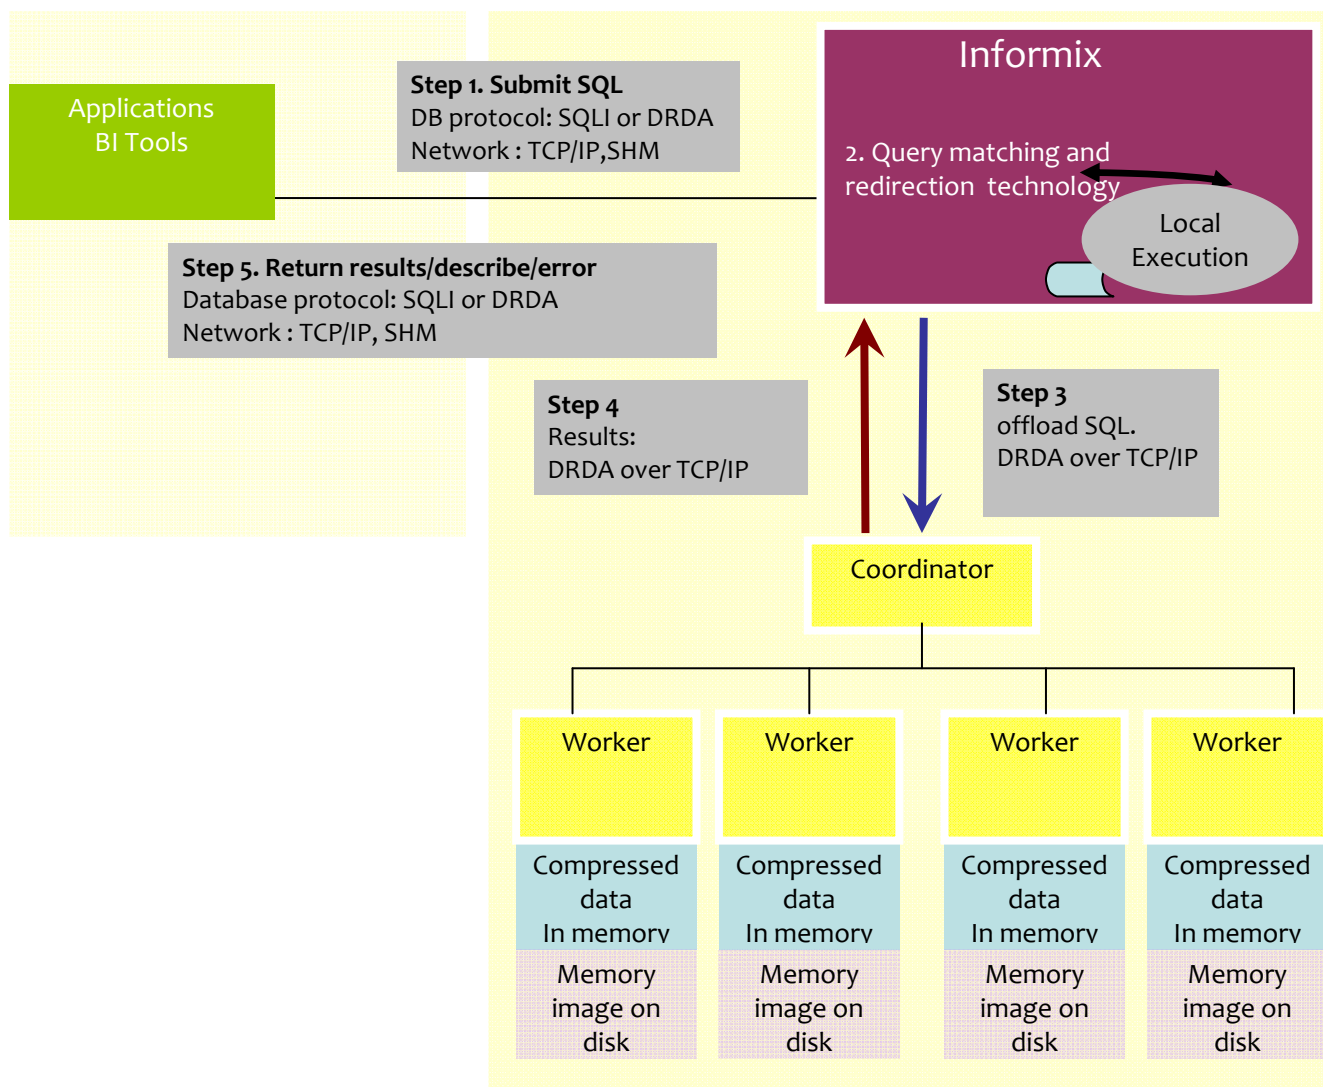 Applications
BI Tools
Step 1. Submit SQL
DB protocol: SQLI or DRDA
Network : TCP/IP,SHM
Informix
2. Query matching and
redirection technology
Local
Execution
Step 5. Return results/describe/error
Database protocol: SQLI or DRDA
Network : TCP/IP, SHM
Step 4
Results:
DRDA over TCP/IP
Step 3
offload SQL.
DRDA over TCP/IP
Coordinator
Worker
Worker
Worker
Worker
Compressed
data
In memory
Compressed
data
In memory
Compressed
data
In memory
Compressed
data
In memory
Memory
image on
disk
Memory
image on
disk
Memory
image on
disk
Memory
image on
disk